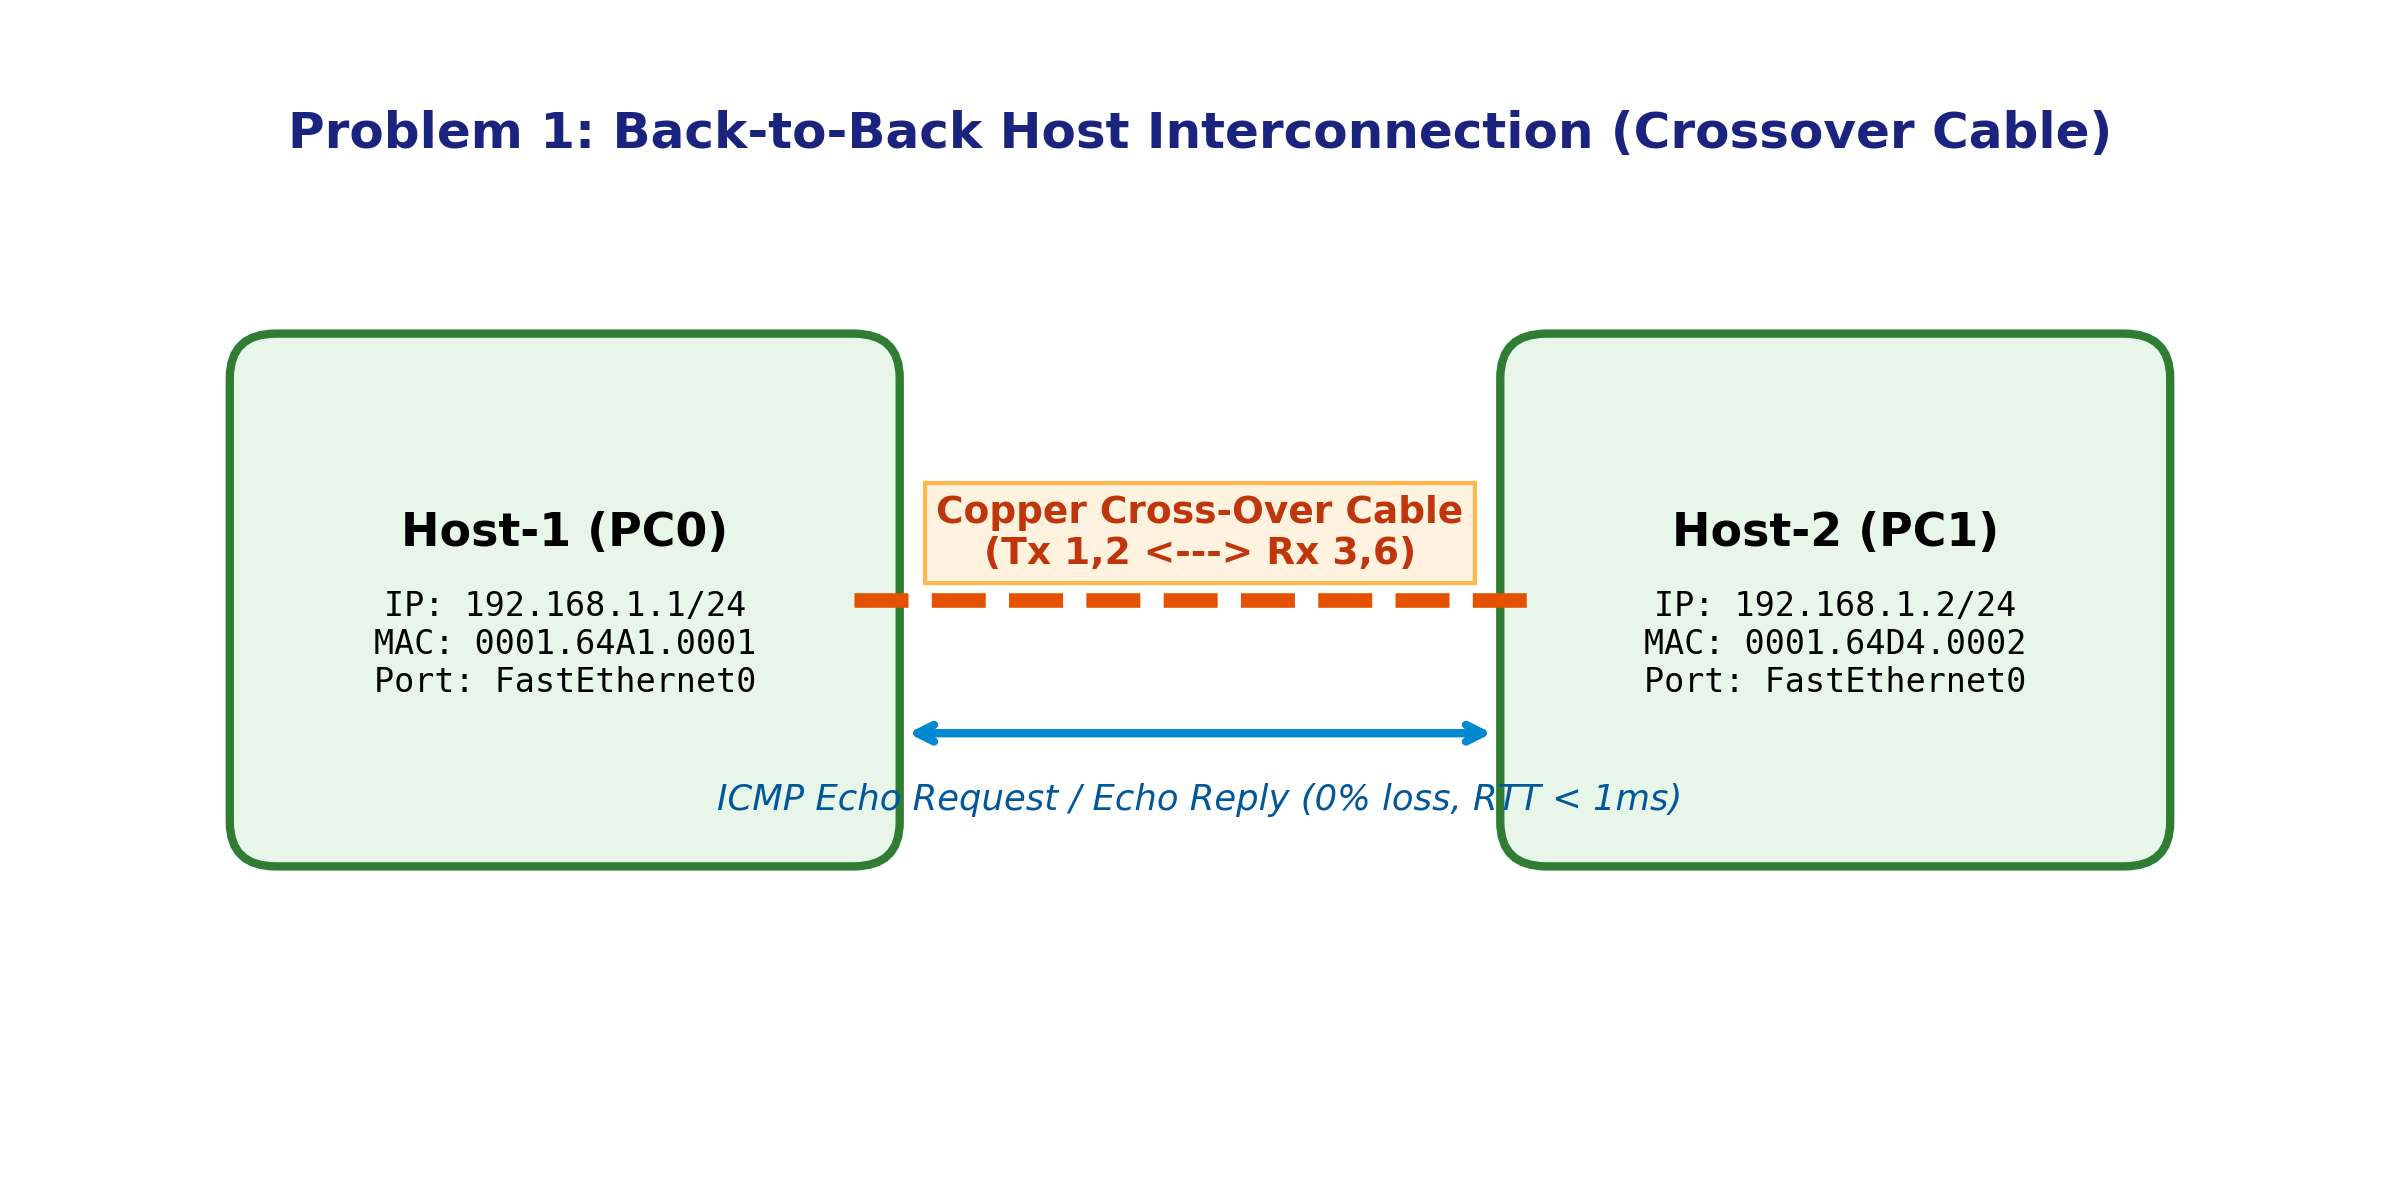 Problem 1: Back-to-Back Host Interconnection (Crossover Cable)
Host-1 (PC0)
IP: 192.168.1.1/24
MAC: 0001.64A1.0001
Port: FastEthernet0
Copper Cross-Over Cable
(Tx 1,2 <---> Rx 3,6)
Host-2 (PC1)
IP: 192.168.1.2/24
MAC: 0001.64D4.0002
Port: FastEthernet0
ICMP Echo Request / Echo Reply (0% loss, RTT < 1ms)